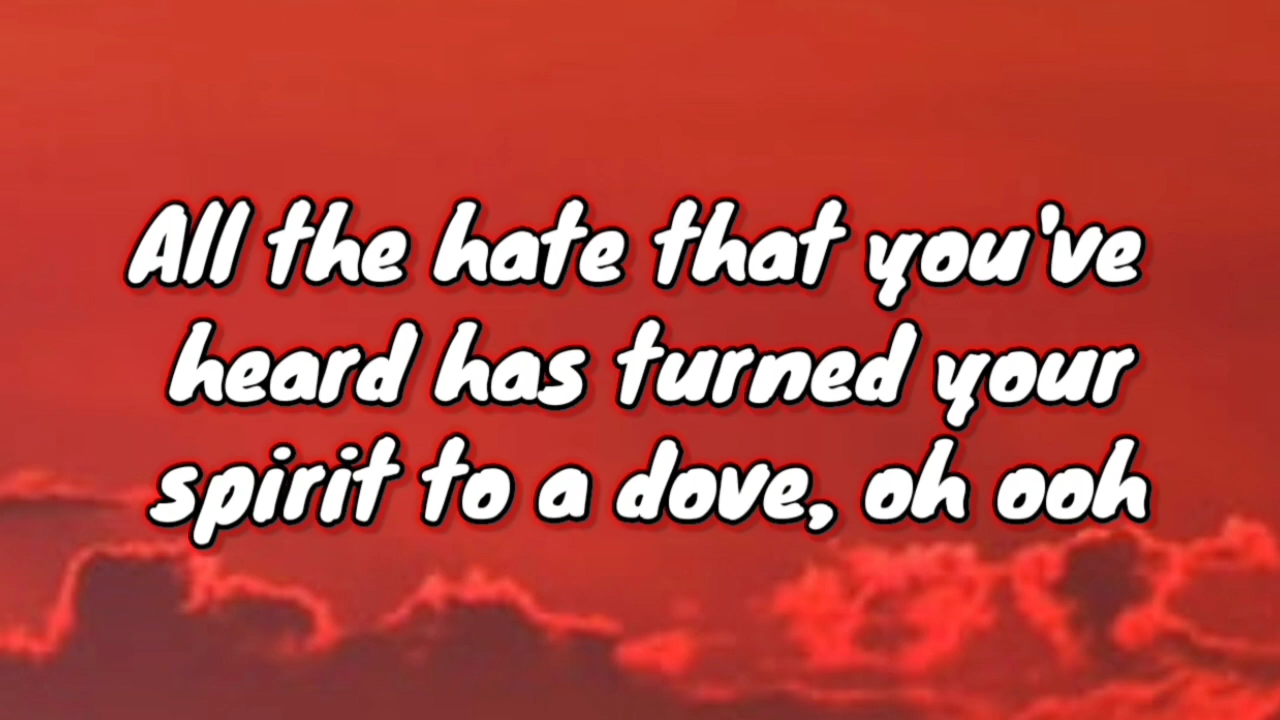 All the hate that you've
heard has turned your
spirit to a dove, oh ooh